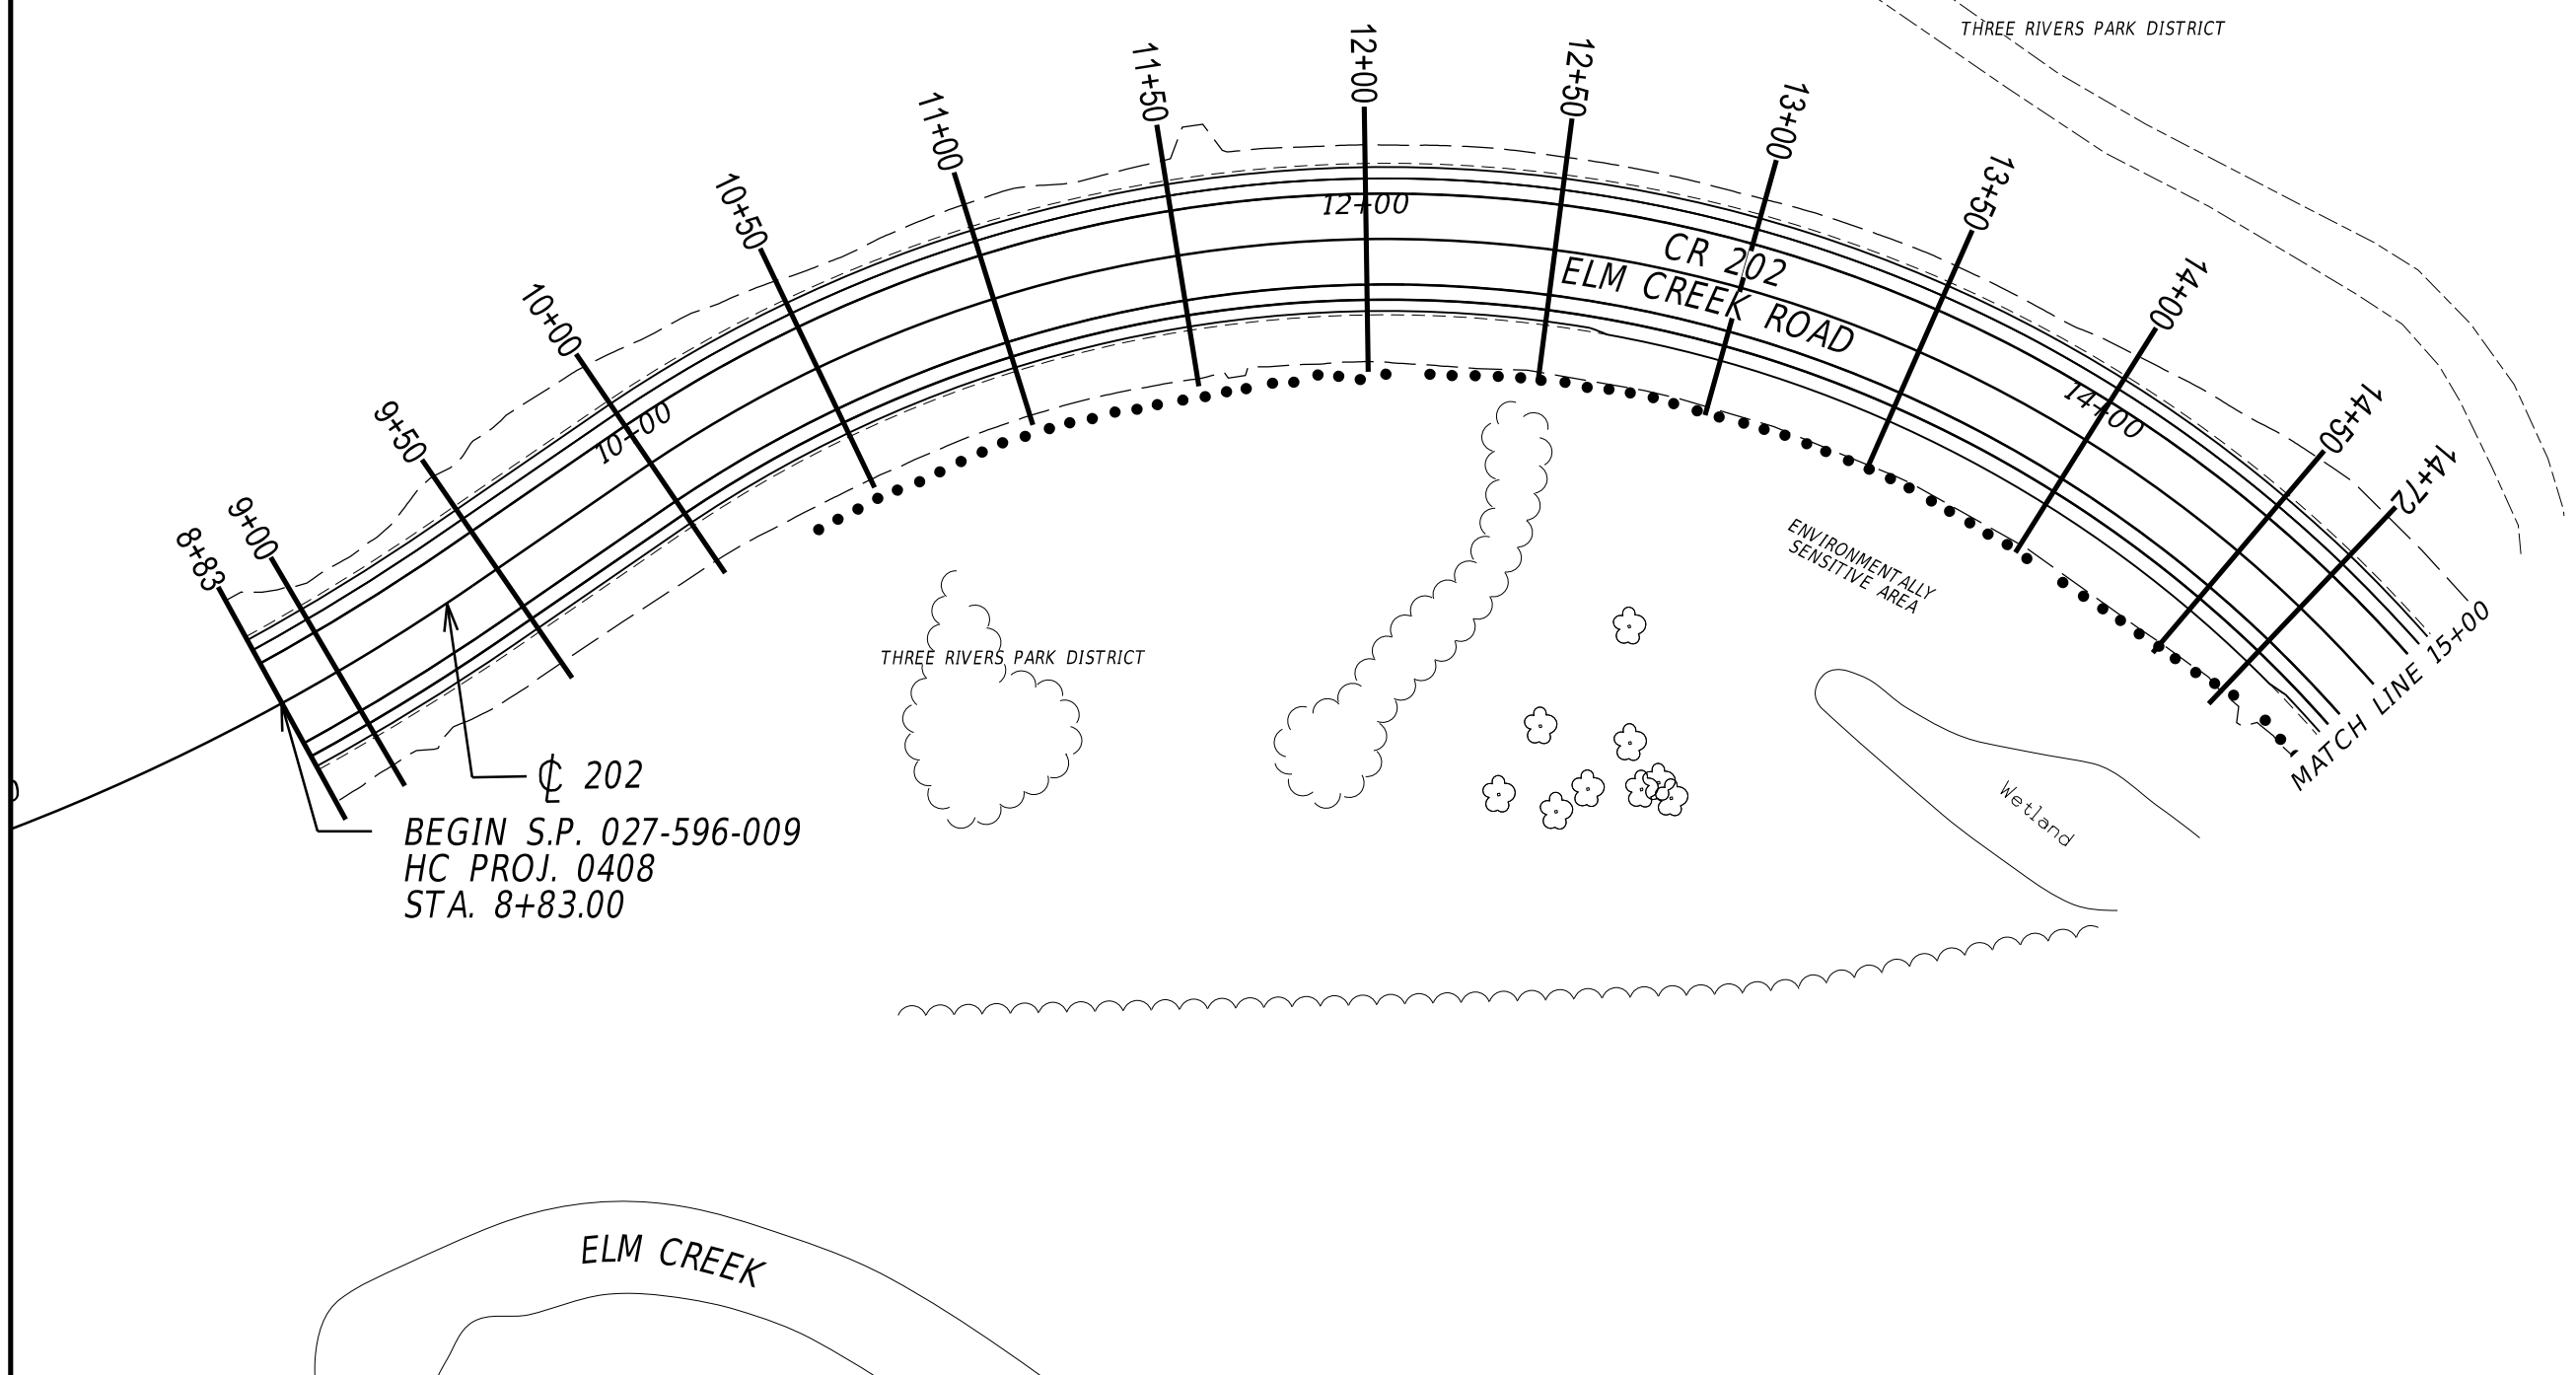 THREE RIVERS PARK DISTRICT
8+83
9+00
9+50
10+00
10+50
11+00
11+50
12+00
12+50
13+00
13+50
14+00
14+50
14+72
10+00
12+00
14+00
CR 202
ELM CREEK ROAD
MATCH LINE 15+00
ENVIRONMENTALLY
SENSITIVE AREA
THREE RIVERS PARK DISTRICT
Wetland
℄ 202
BEGIN S.P. 027-596-009
HC PROJ. 0408
STA. 8+83.00
ELM CREEK